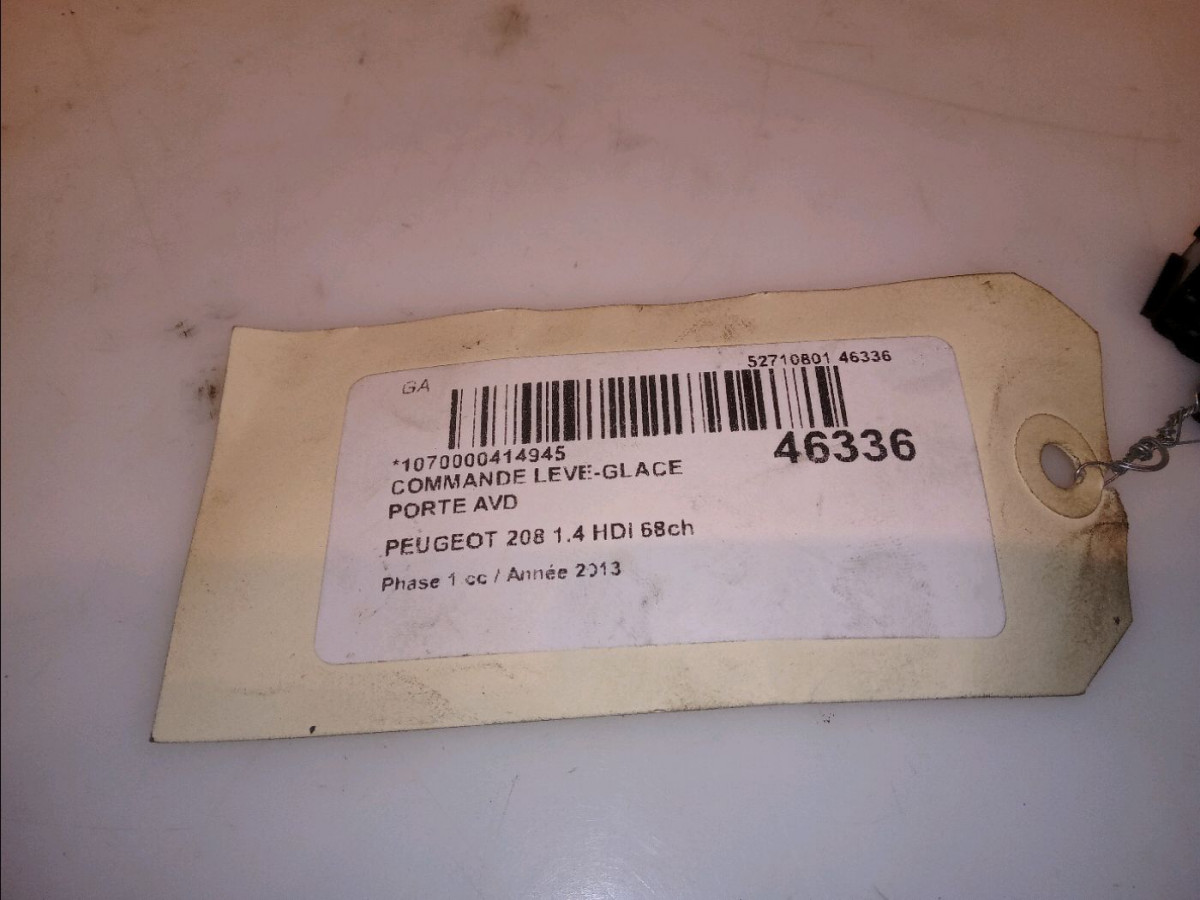 GA
52710801 46336
*1070000414945
46336
COMMANDE LEVE-GLACE
PORTE AVD
PEUGEOT 208 1.4 HDi 68ch
Phase 1 cc / Année 2013